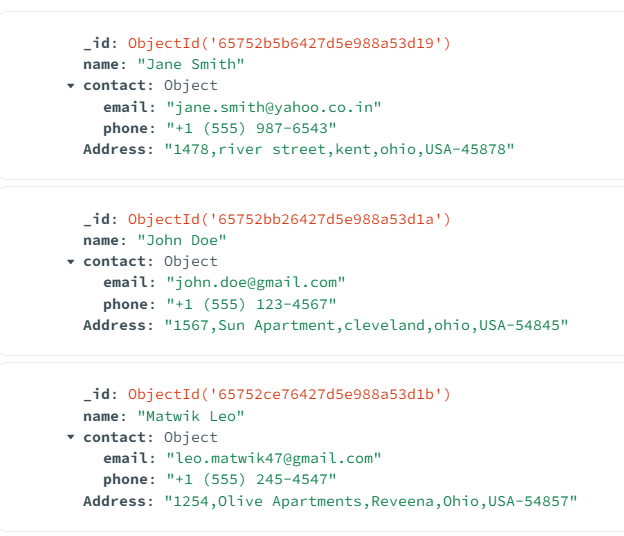 _id: ObjectId('65752b5b6427d5e988a53d19')
name: "Jane Smith"
contact: Object
email: "jane.smith@yahoo.co.in"
phone: "+1 (555) 987-6543"
Address: "1478,river street,kent,ohio,USA-45878"
_id: ObjectId('65752bb26427d5e988a53d1a')
name: "John Doe"
contact: Object
email: "john.doe@gmail.com"
phone: "+1 (555) 123-4567"
Address: "1567,Sun Apartment,cleveland,ohio,USA-54845"
_id: ObjectId('65752ce76427d5e988a53d1b')
name: "Matwik Leo"
contact: Object
email: "leo.matwik47@gmail.com"
phone: "+1 (555) 245-4547"
Address: "1254,Olive Apartments,Reveena,Ohio,USA-54857"